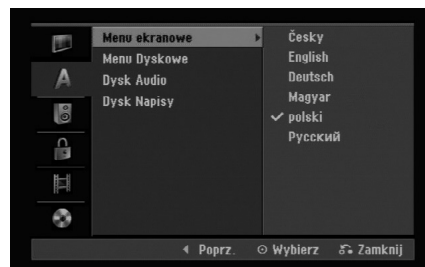 Menu ekranowe
Menu Dyskowe
Dysk Audio
Dysk Napisy
Česky
English
Deutsch
Magyar
polski
Русский
Poprz.
Wybierz
Zamknij